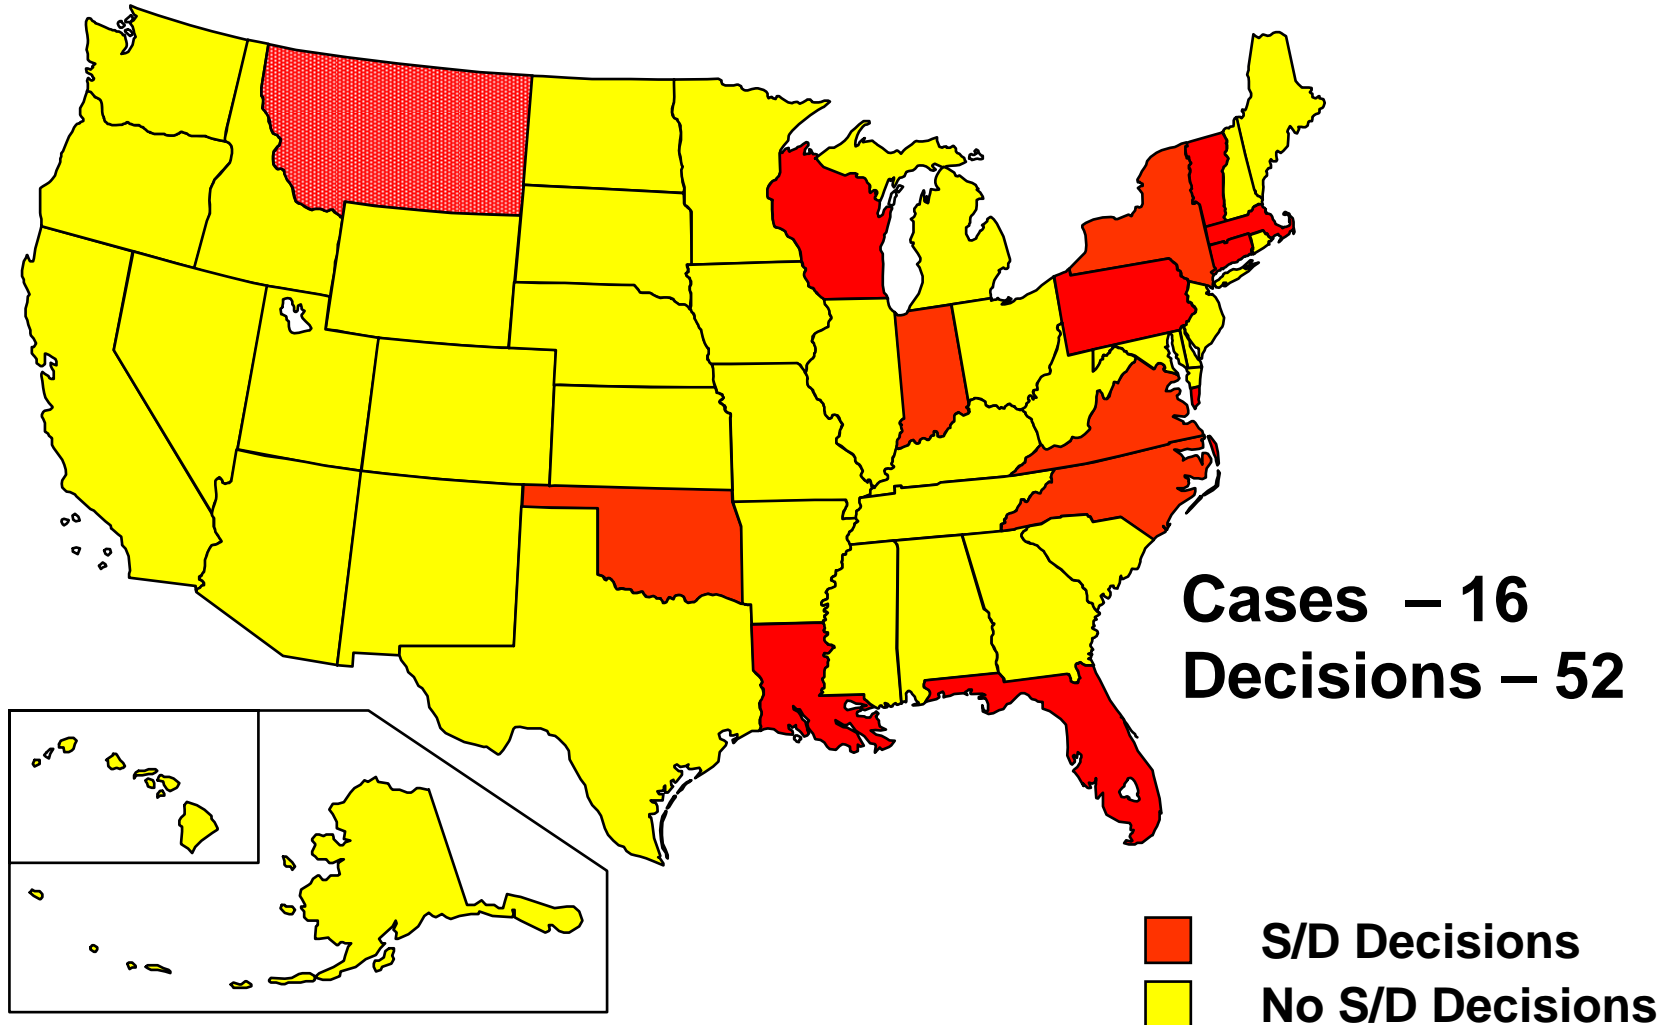 Cases – 16
Decisions – 52
S/D Decisions
No S/D Decisions